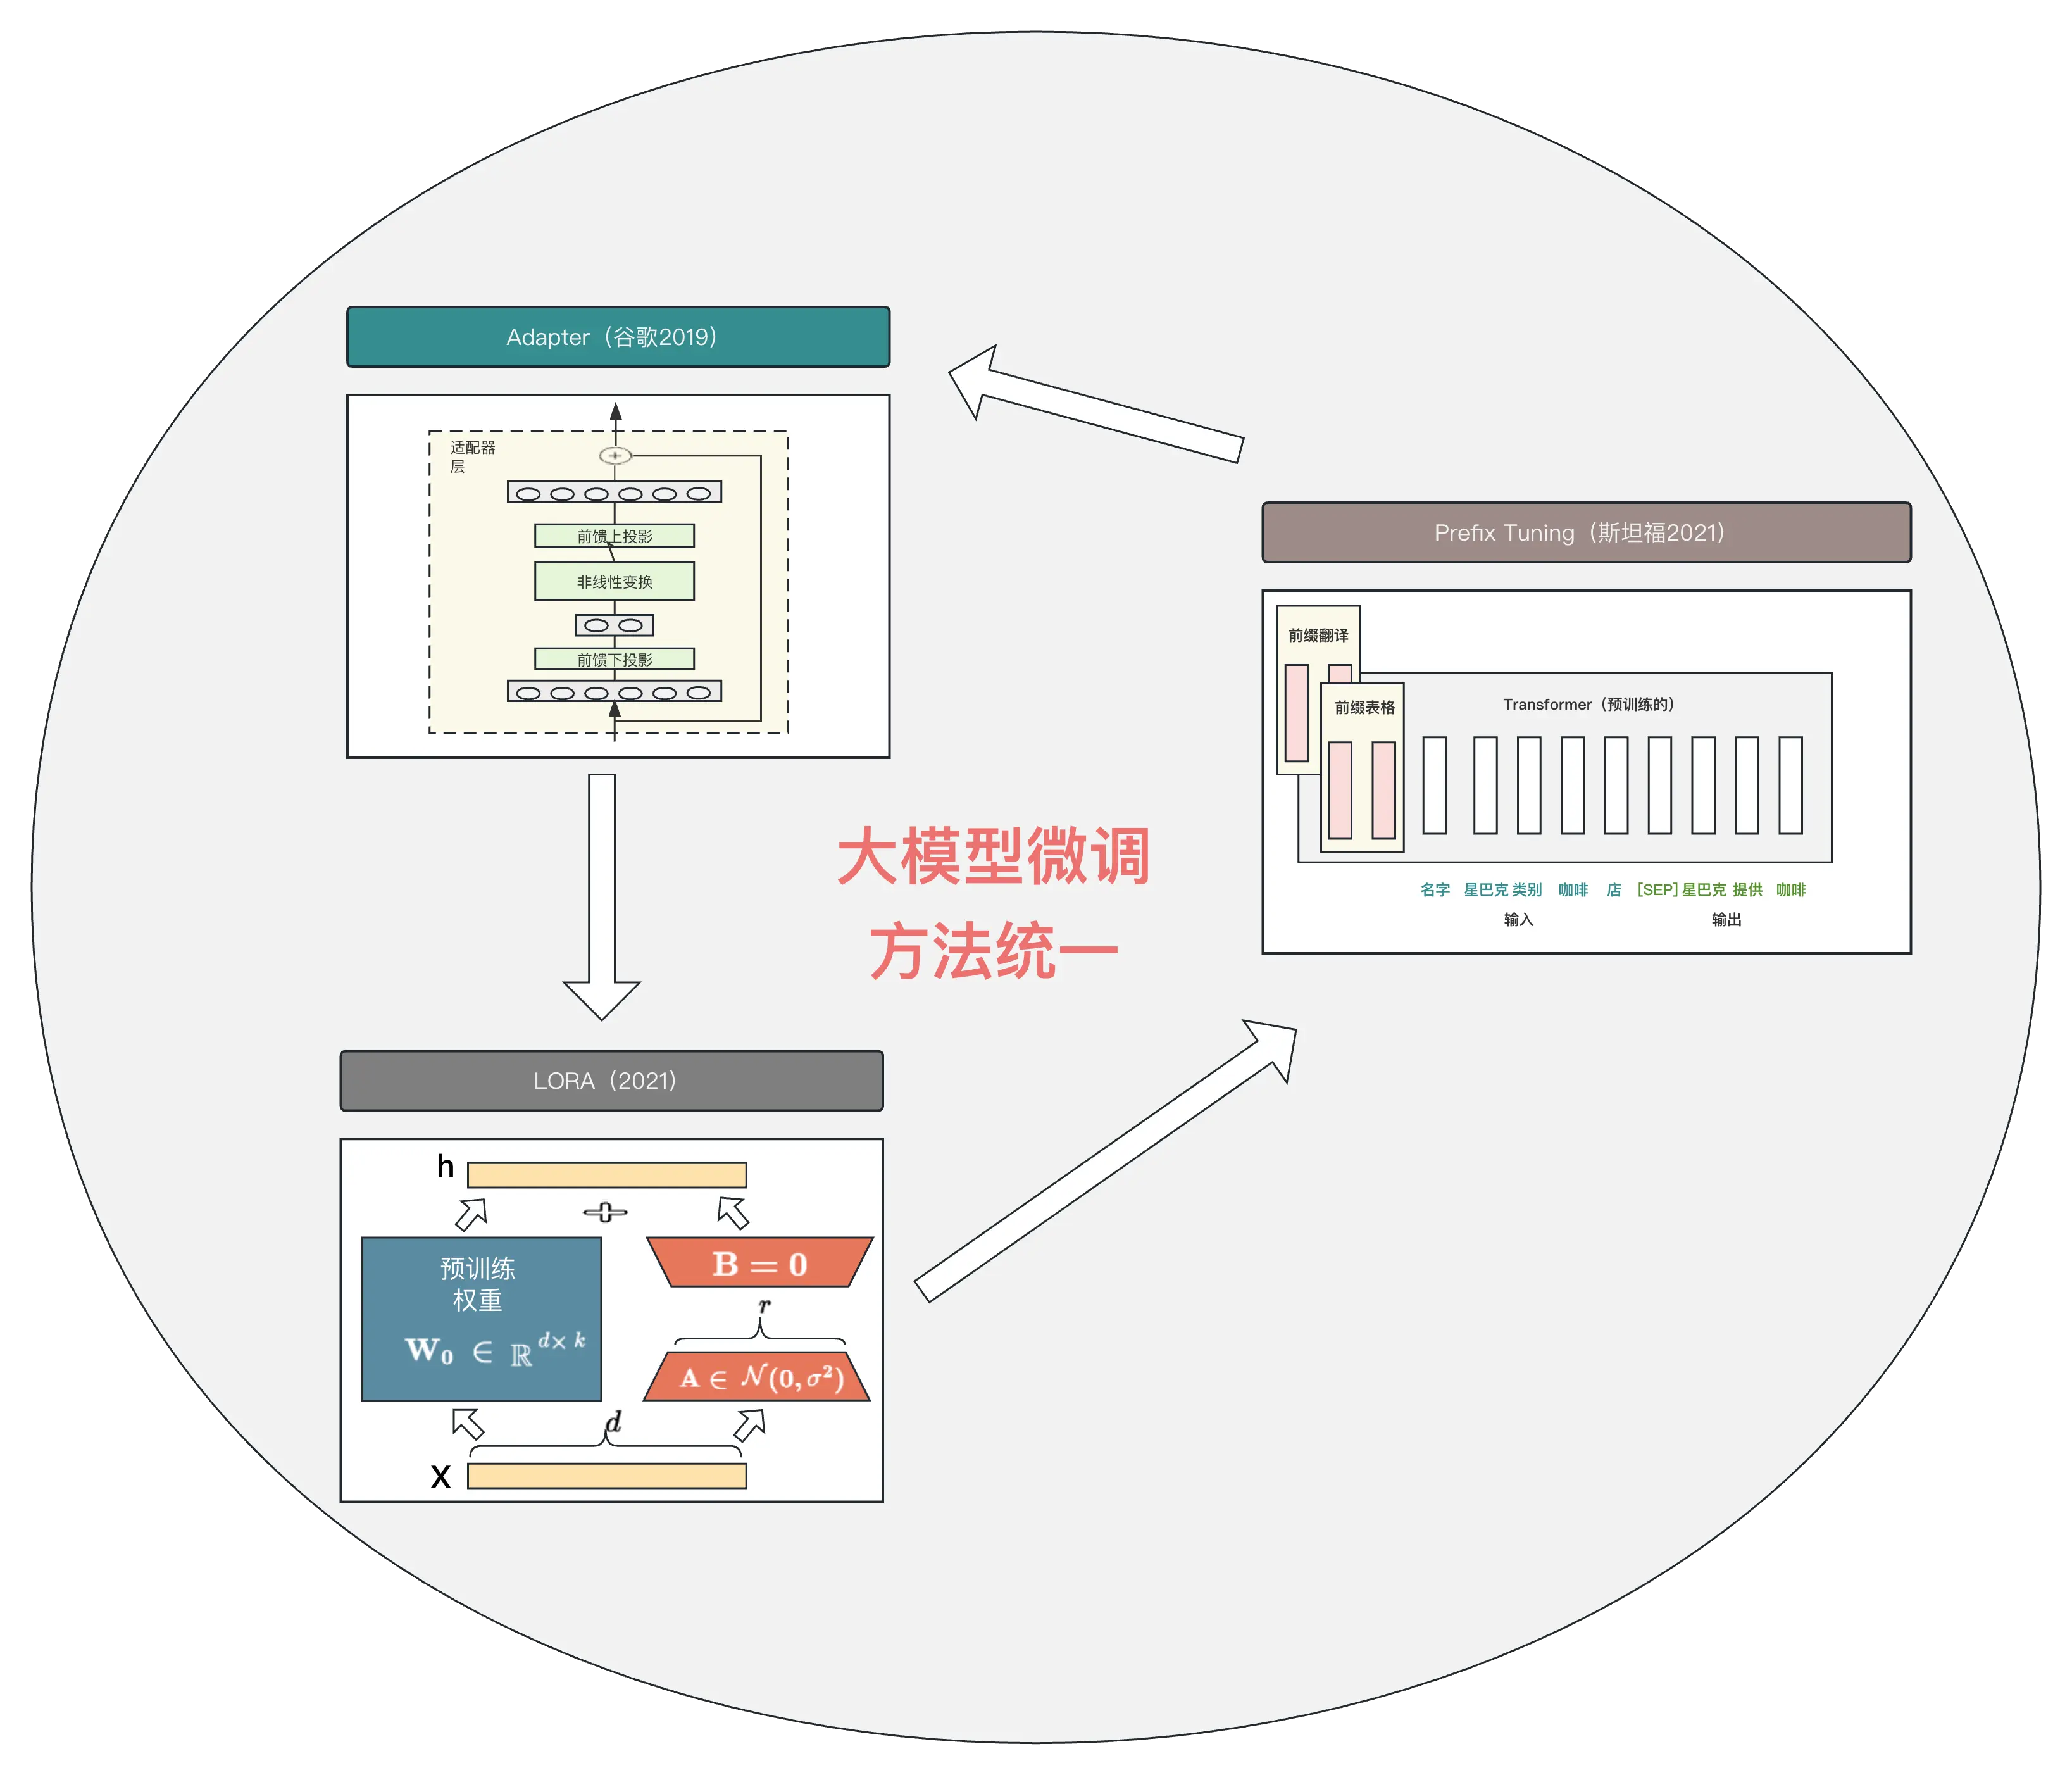 Adapter（谷歌2019）
适配器
层
+
前馈上投影
非线性变换
前馈下投影
Prefix Tuning（斯坦福2021）
前缀翻译
前缀表格
Transformer（预训练的）
名字 星巴克 类别 咖啡 店 [SEP] 星巴克 提供 咖啡
输入 输出
大模型微调
方法统一
LORA（2021）
h
预训练
权重
W₀ ∈ ℝ^{d× k}
B = 0
r
A ∈ 𝒩(0, σ²)
d
X